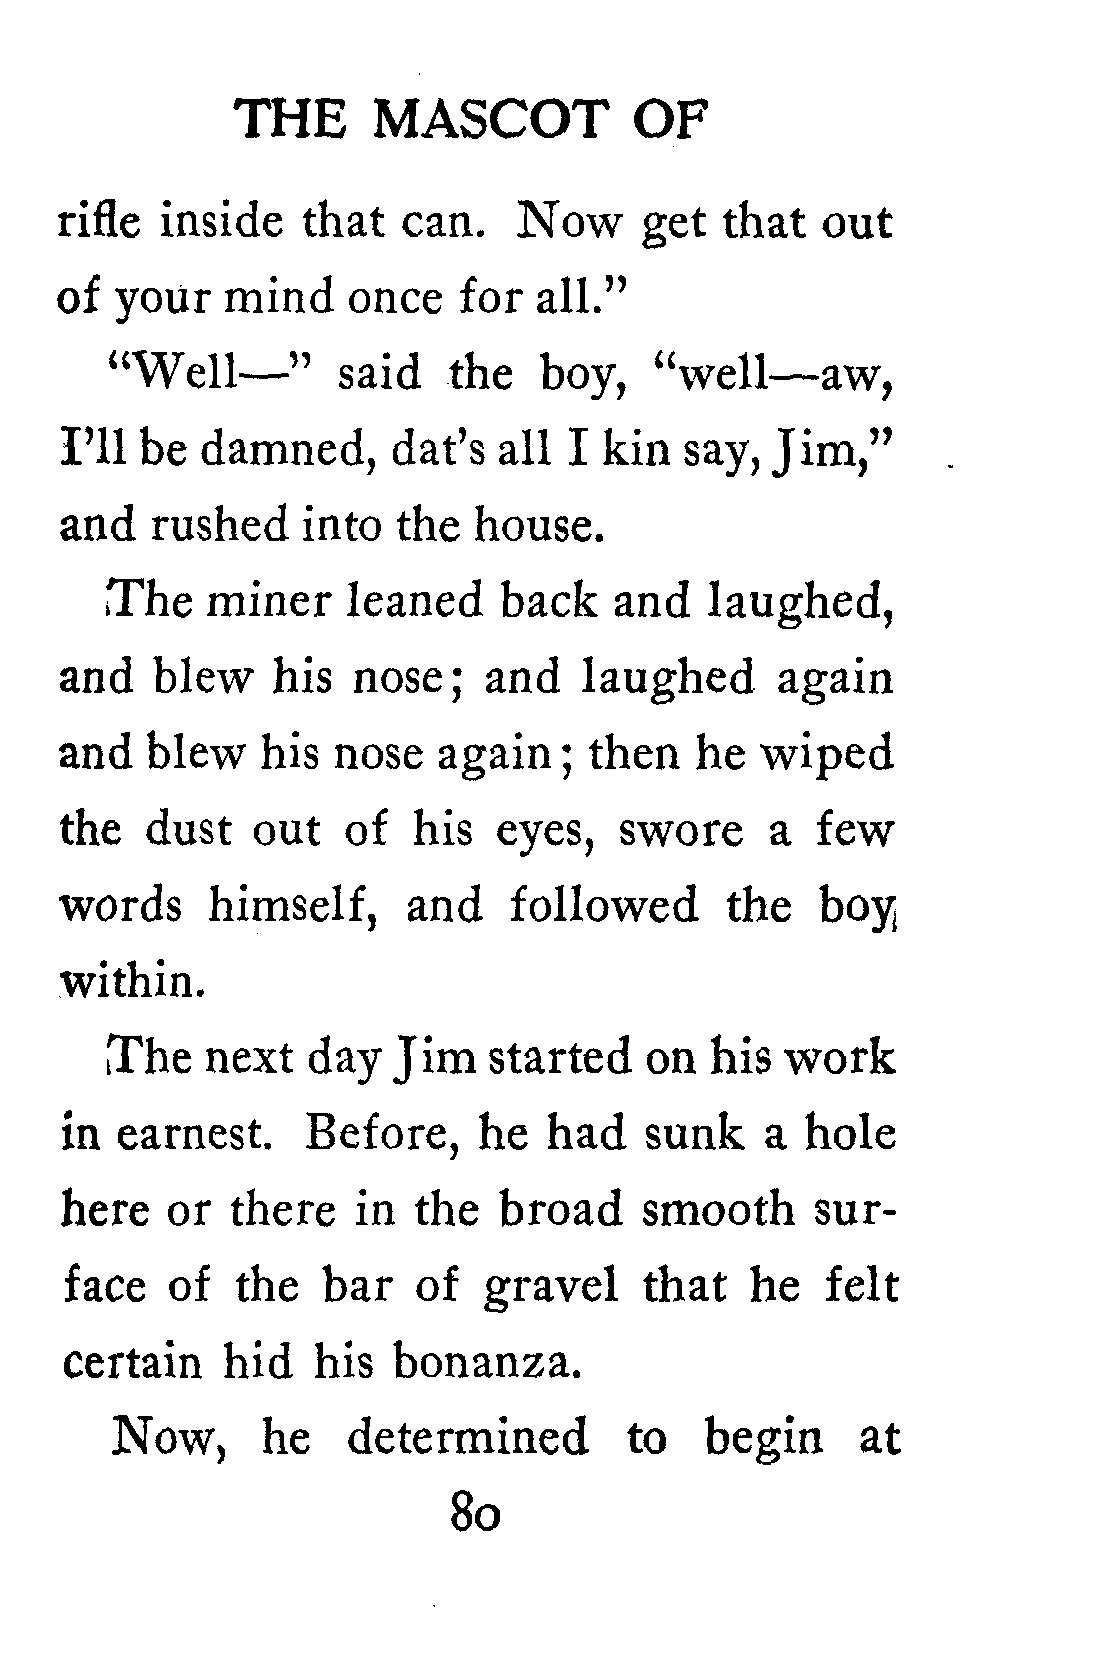 THE MASCOT OF
rifle inside that can. Now get that out
of your mind once for all.”
“Well—” said the boy, “well—aw,
I’ll be damned, dat’s all I kin say, Jim,”
and rushed into the house.
The miner leaned back and laughed,
and blew his nose; and laughed again
and blew his nose again; then he wiped
the dust out of his eyes, swore a few
words himself, and followed the boy
within.
The next day Jim started on his work
in earnest. Before, he had sunk a hole
here or there in the broad smooth sur-
face of the bar of gravel that he felt
certain hid his bonanza.
Now, he determined to begin at
80